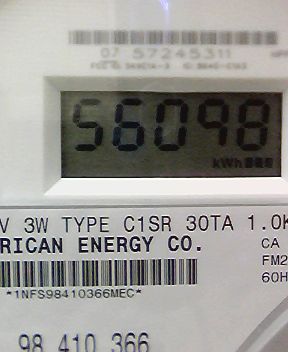 07 57245311
56098
kWh
V 3W TYPE C1SR 30TA 1.0K
RICAN ENERGY CO.
CA
FM2
60H
*1NFS98410366MEC*
98 410 366